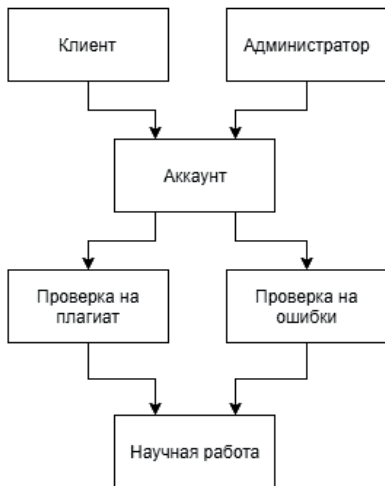 Клиент
Администратор
Аккаунт
Проверка на
плагиат
Проверка на
ошибки
Научная работа